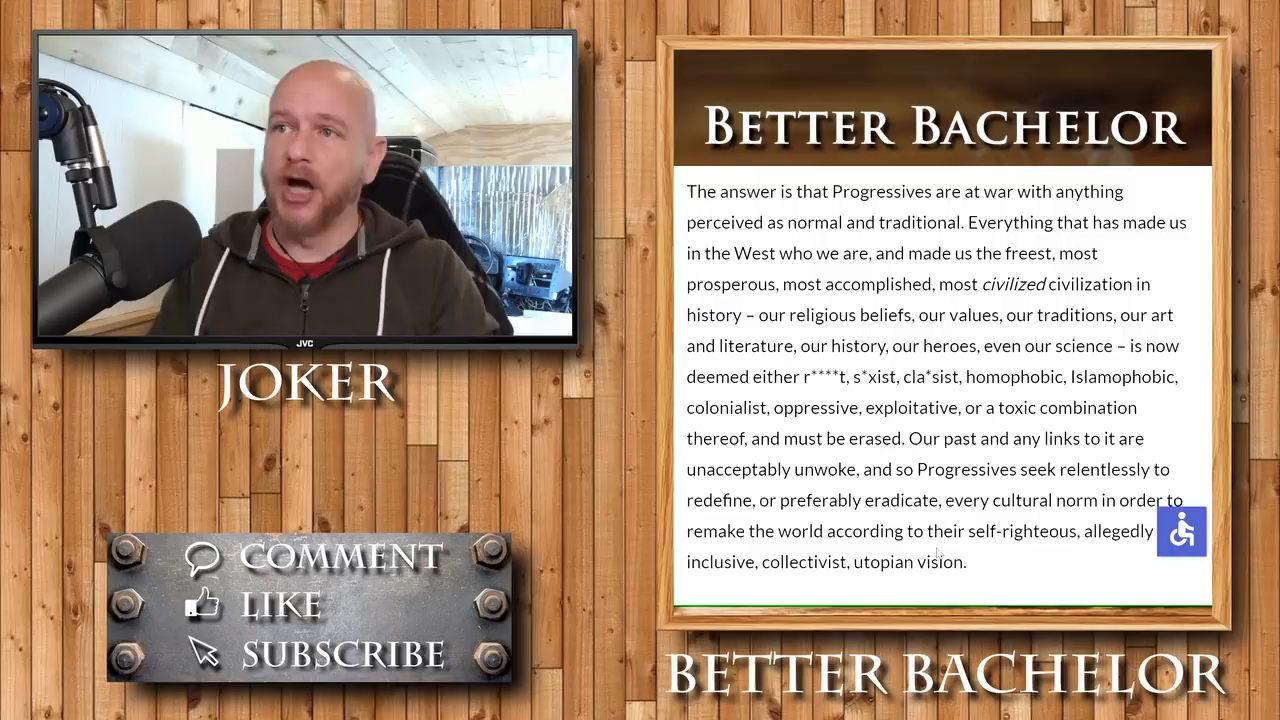 JVC
JOKER
COMMENT
LIKE
SUBSCRIBE
BETTER BACHELOR
The answer is that Progressives are at war with anything
perceived as normal and traditional. Everything that has made us
in the West who we are, and made us the freest, most
prosperous, most accomplished, most civilized civilization in
history – our religious beliefs, our values, our traditions, our art
and literature, our history, our heroes, even our science – is now
deemed either r****t, s*xist, cla*sist, homophobic, Islamophobic,
colonialist, oppressive, exploitative, or a toxic combination
thereof, and must be erased. Our past and any links to it are
unacceptably unwoke, and so Progressives seek relentlessly to
redefine, or preferably eradicate, every cultural norm in order to
remake the world according to their self-righteous, allegedly
inclusive, collectivist, utopian vision.
BETTER BACHELOR